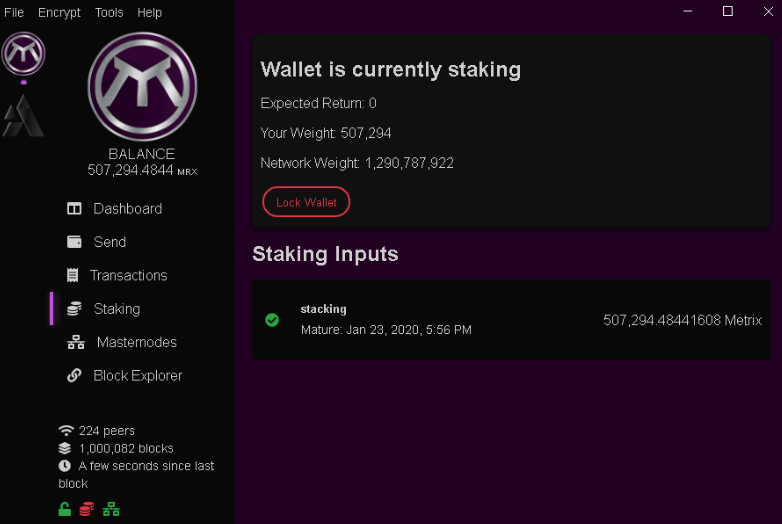 File Encrypt Tools Help
BALANCE
507,294.4844 MRX
Dashboard
Send
Transactions
Staking
Masternodes
Block Explorer
224 peers
1,000,082 blocks
A few seconds since last
block
Wallet is currently staking
Expected Return: 0
Your Weight: 507,294
Network Weight: 1,290,787,922
Lock Wallet
Staking Inputs
stacking
Mature: Jan 23, 2020, 5:56 PM
507,294.48441608 Metrix